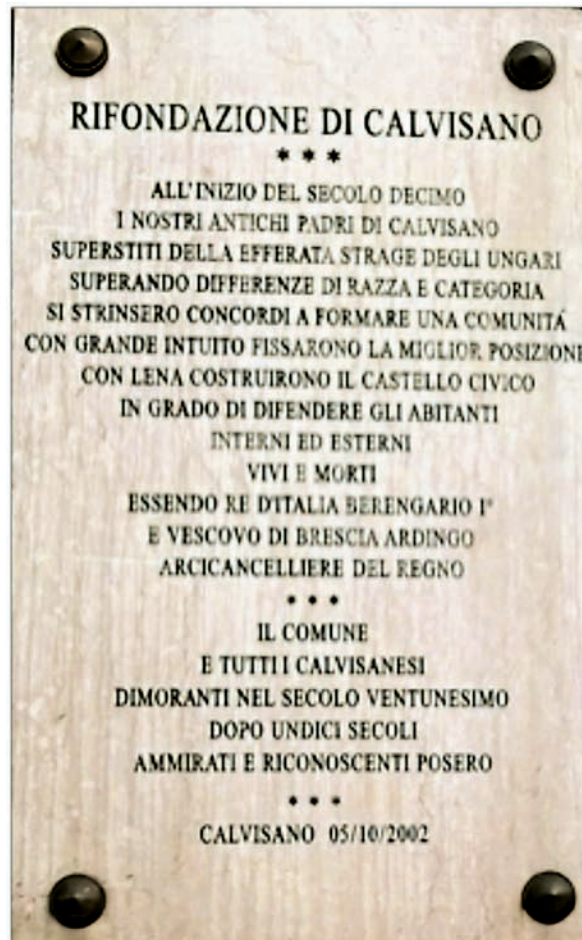 RIFONDAZIONE DI CALVISANO
* * *
ALL'INIZIO DEL SECOLO DECIMO
I NOSTRI ANTICHI PADRI DI CALVISANO
SUPERSTITI DELLA EFFERATA STRAGE DEGLI UNGARI
SUPERANDO DIFFERENZE DI RAZZA E CATEGORIA
SI STRINSERO CONCORDI A FORMARE UNA COMUNITÁ
CON GRANDE INTUITO FISSARONO LA MIGLIOR POSIZIONE
CON LENA COSTRUIRONO IL CASTELLO CIVICO
IN GRADO DI DIFENDERE GLI ABITANTI
INTERNI ED ESTERNI
VIVI E MORTI
ESSENDO RE D'ITALIA BERENGARIO I°
E VESCOVO DI BRESCIA ARDINGO
ARCICANCELLIERE DEL REGNO
* * *
IL COMUNE
E TUTTI I CALVISANESI
DIMORANTI NEL SECOLO VENTUNESIMO
DOPO UNDICI SECOLI
AMMIRATI E RICONOSCENTI POSERO
* * *
CALVISANO 05/10/2002